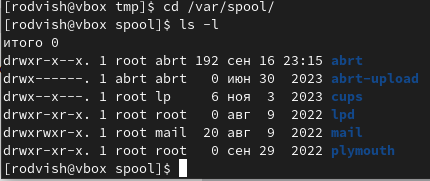 [rodvish@vbox tmp]$ cd /var/spool/
[rodvish@vbox spool]$ ls -l
итого 0
drwxr-x--x. 1 root abrt 192 сен 16 23:15 abrt
drwx------. 1 abrt abrt   0 июн 30  2023 abrt-upload
drwx--x---. 1 root lp     6 ноя  3  2023 cups
drwxr-xr-x. 1 root root   0 авг  9  2022 lpd
drwxrwxr-x. 1 root mail  20 авг  9  2022 mail
drwxr-xr-x. 1 root root   0 сен 29  2022 plymouth
[rodvish@vbox spool]$